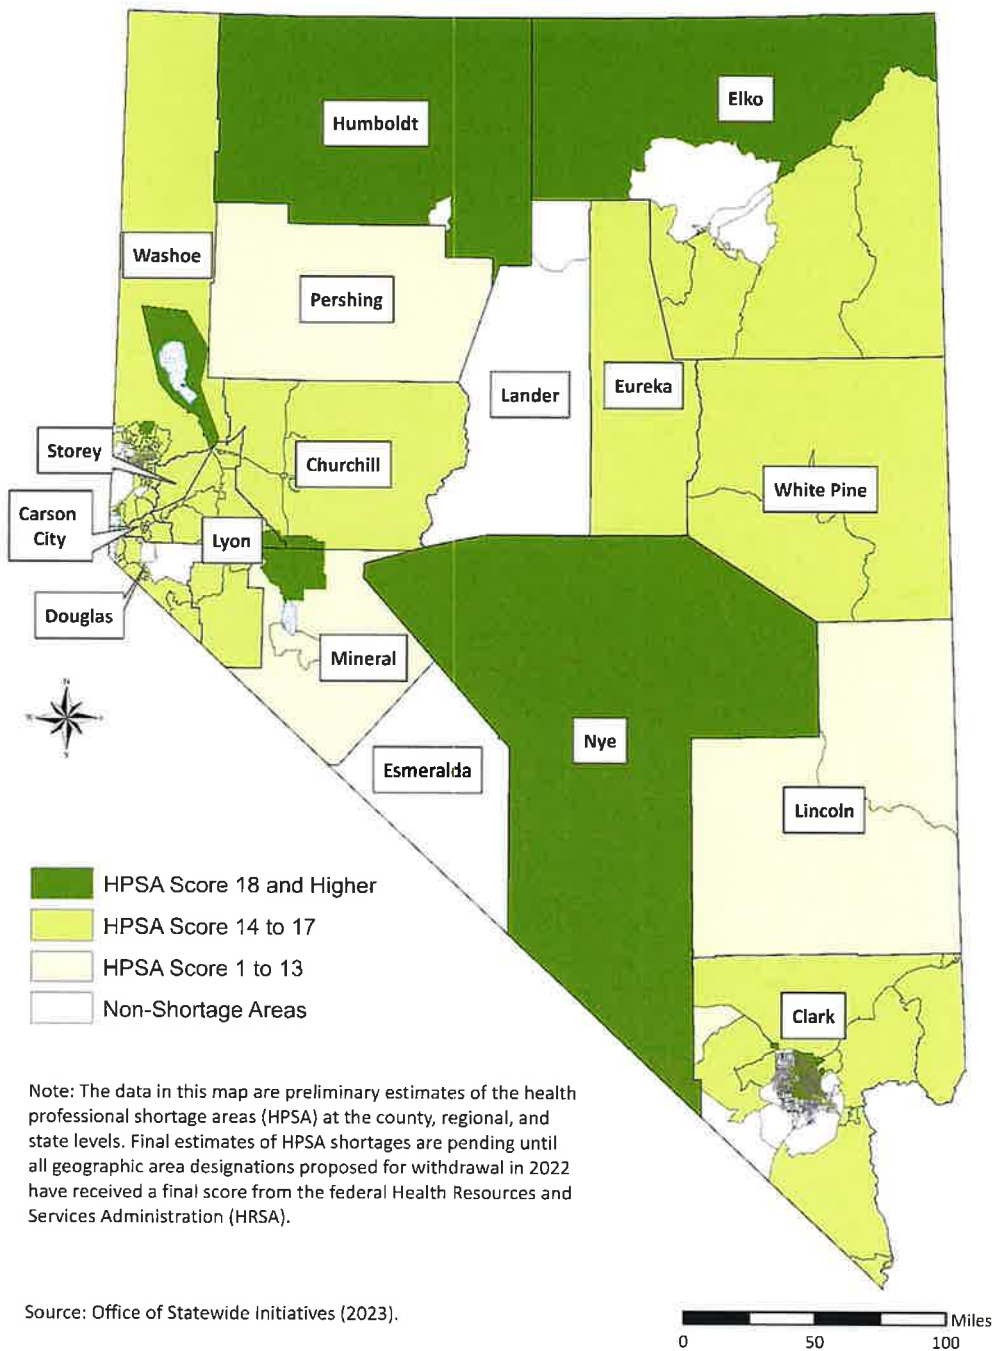 Humboldt
Elko
Washoe
Pershing
Lander
Eureka
Storey
Churchill
White Pine
Carson
City
Lyon
Douglas
Mineral
Nye
Esmeralda
Lincoln
HPSA Score 18 and Higher
HPSA Score 14 to 17
HPSA Score 1 to 13
Non-Shortage Areas
Clark
Note: The data in this map are preliminary estimates of the health
professional shortage areas (HPSA) at the county, regional, and
state levels. Final estimates of HPSA shortages are pending until
all geographic area designations proposed for withdrawal in 2022
have received a final score from the federal Health Resources and
Services Administration (HRSA).
Source: Office of Statewide Initiatives (2023).
Miles
0 50 100